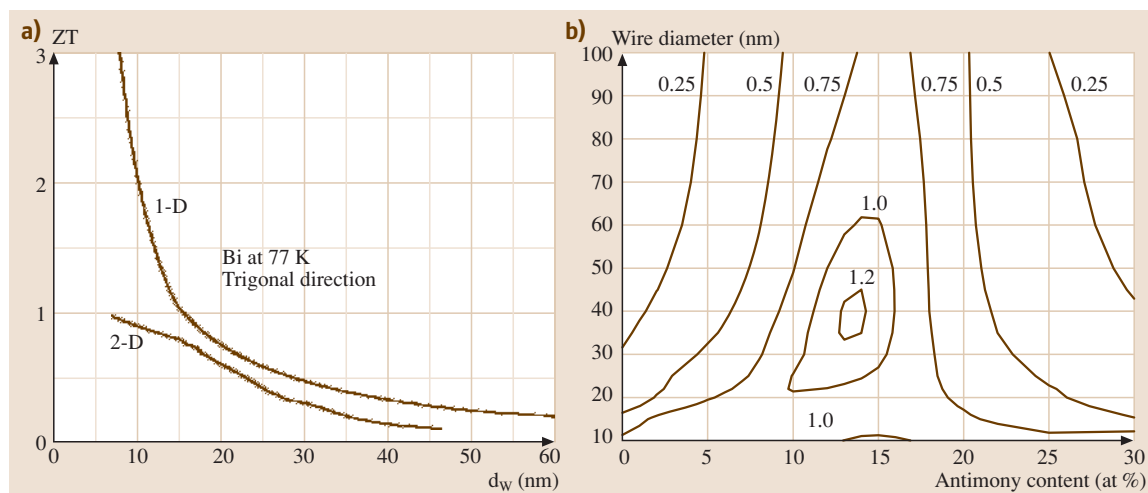 a) ZT
3
2
1
0
1-D
2-D
Bi at 77 K
Trigonal direction
0 10 20 30 40 50 60
dW (nm)
b) Wire diameter (nm)
100
90
80
70
60
50
40
30
20
10
0.25 0.5 0.75 0.75 0.5 0.25
1.0
1.2
1.0
0 5 10 15 20 25 30
Antimony content (at %)